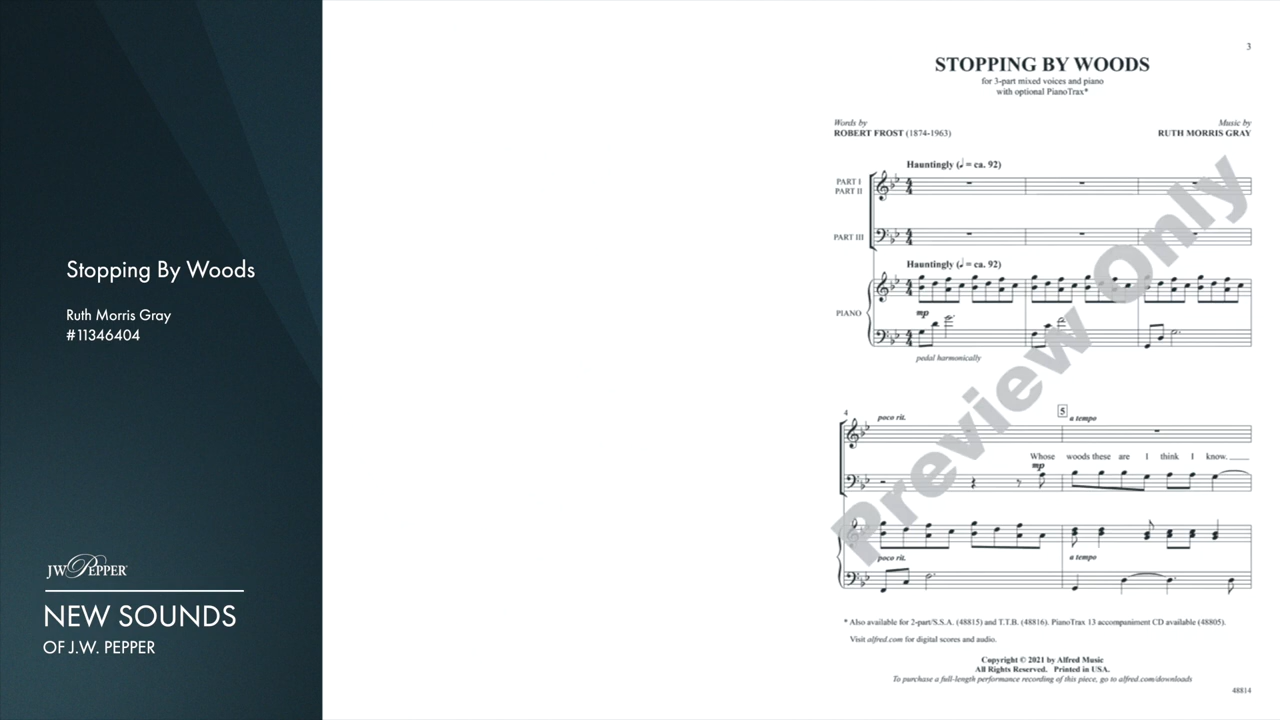 Stopping By Woods
Ruth Morris Gray
#11346404
JW PEPPER
NEW SOUNDS
OF J.W. PEPPER
3
STOPPING BY WOODS
for 3-part mixed voices and piano
with optional PianoTrax*
Words by
ROBERT FROST (1874-1963)
Music by
RUTH MORRIS GRAY
Hauntingly (♩ = ca. 92)
PART I
PART II
PART III
Hauntingly (♩ = ca. 92)
PIANO
mp
pedal harmonically
4
poco rit.
5
a tempo
Whose woods these are I think I know.
mp
poco rit.
a tempo
Preview Only
* Also available for 2-part/S.S.A. (48815) and T.T.B. (48816). PianoTrax 13 accompaniment CD available (48805).
Visit alfred.com for digital scores and audio.
Copyright © 2021 by Alfred Music
All Rights Reserved. Printed in USA.
To purchase a full-length performance recording of this piece, go to alfred.com/downloads
48814